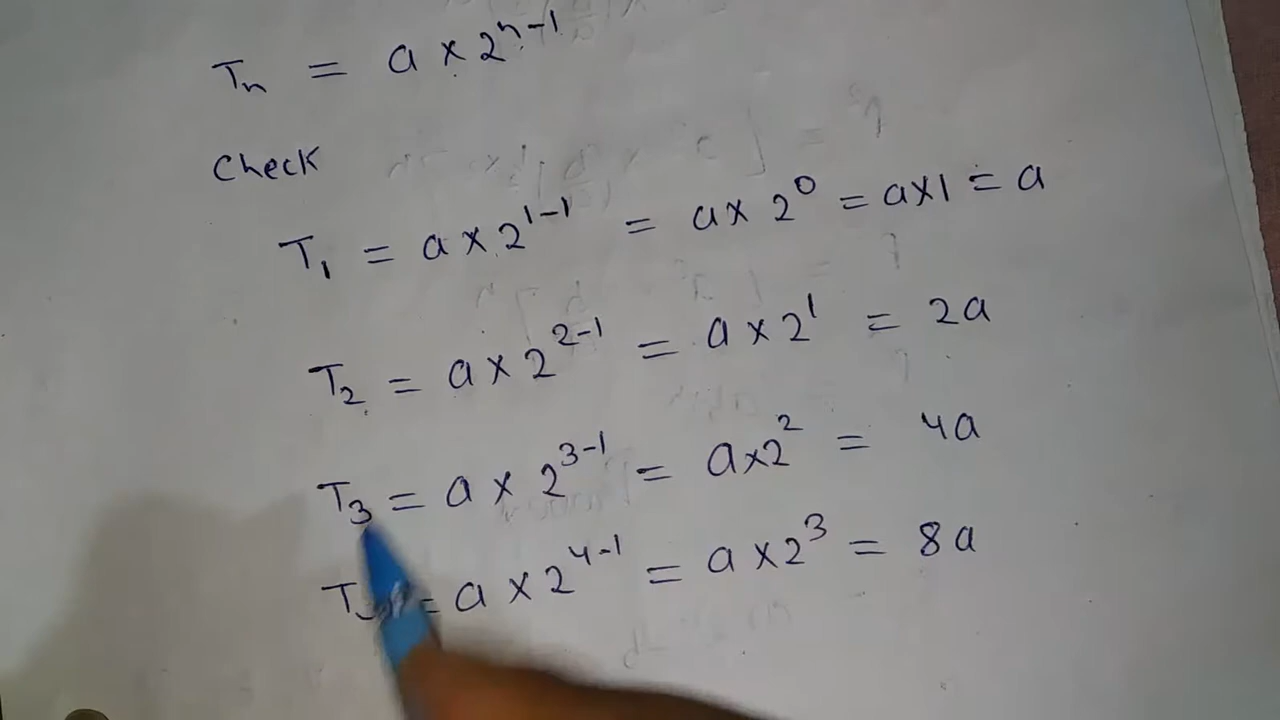 Tn = a × 2^n-1
Check
T1 = a × 2^1-1 = a × 2^0 = a×1 = a
T2 = a × 2^2-1 = a × 2^1 = 2a
T3 = a × 2^3-1 = a×2^2 = 4a
T = a × 2^4-1 = a × 2^3 = 8a